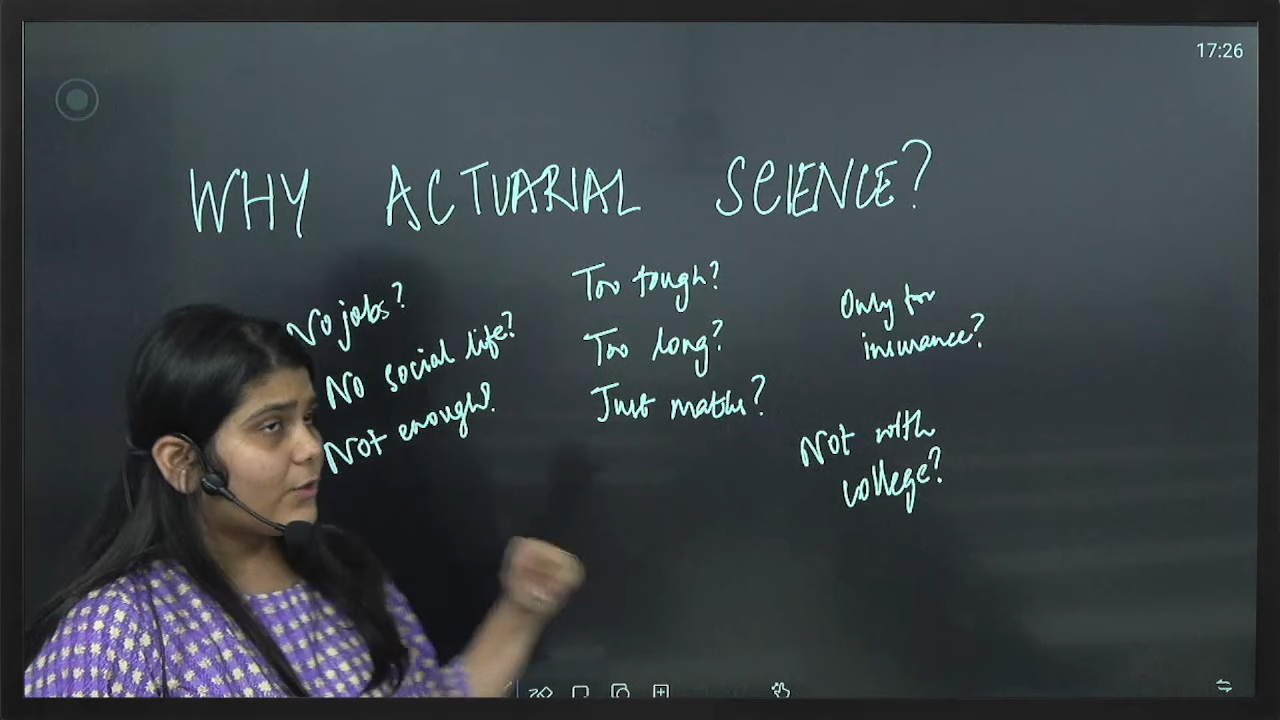 17:26
WHY ACTUARIAL SCIENCE?
No jobs?
No social life?
Not enough?
Too tough?
Too long?
Just maths?
Only for
insurance?
Not with
college?